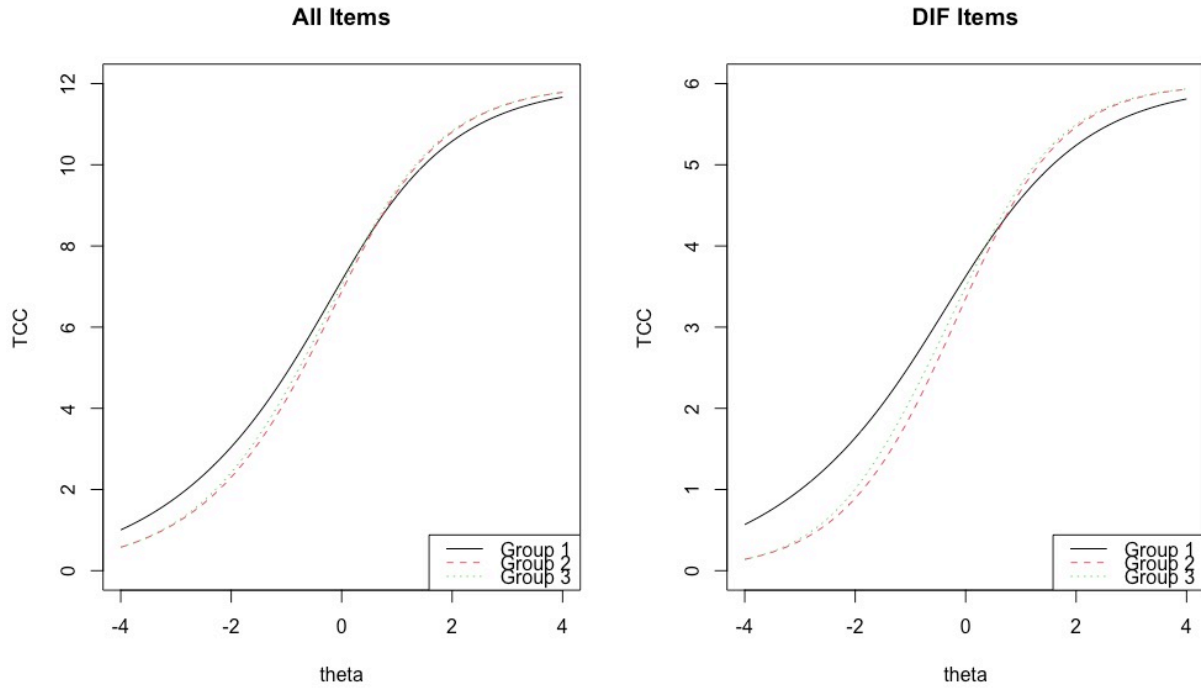 All Items
TCC
12
10
8
6
4
2
0
-4 -2 0 2 4
theta
Group 1
Group 2
Group 3
DIF Items
TCC
6
5
4
3
2
1
0
-4 -2 0 2 4
theta
Group 1
Group 2
Group 3